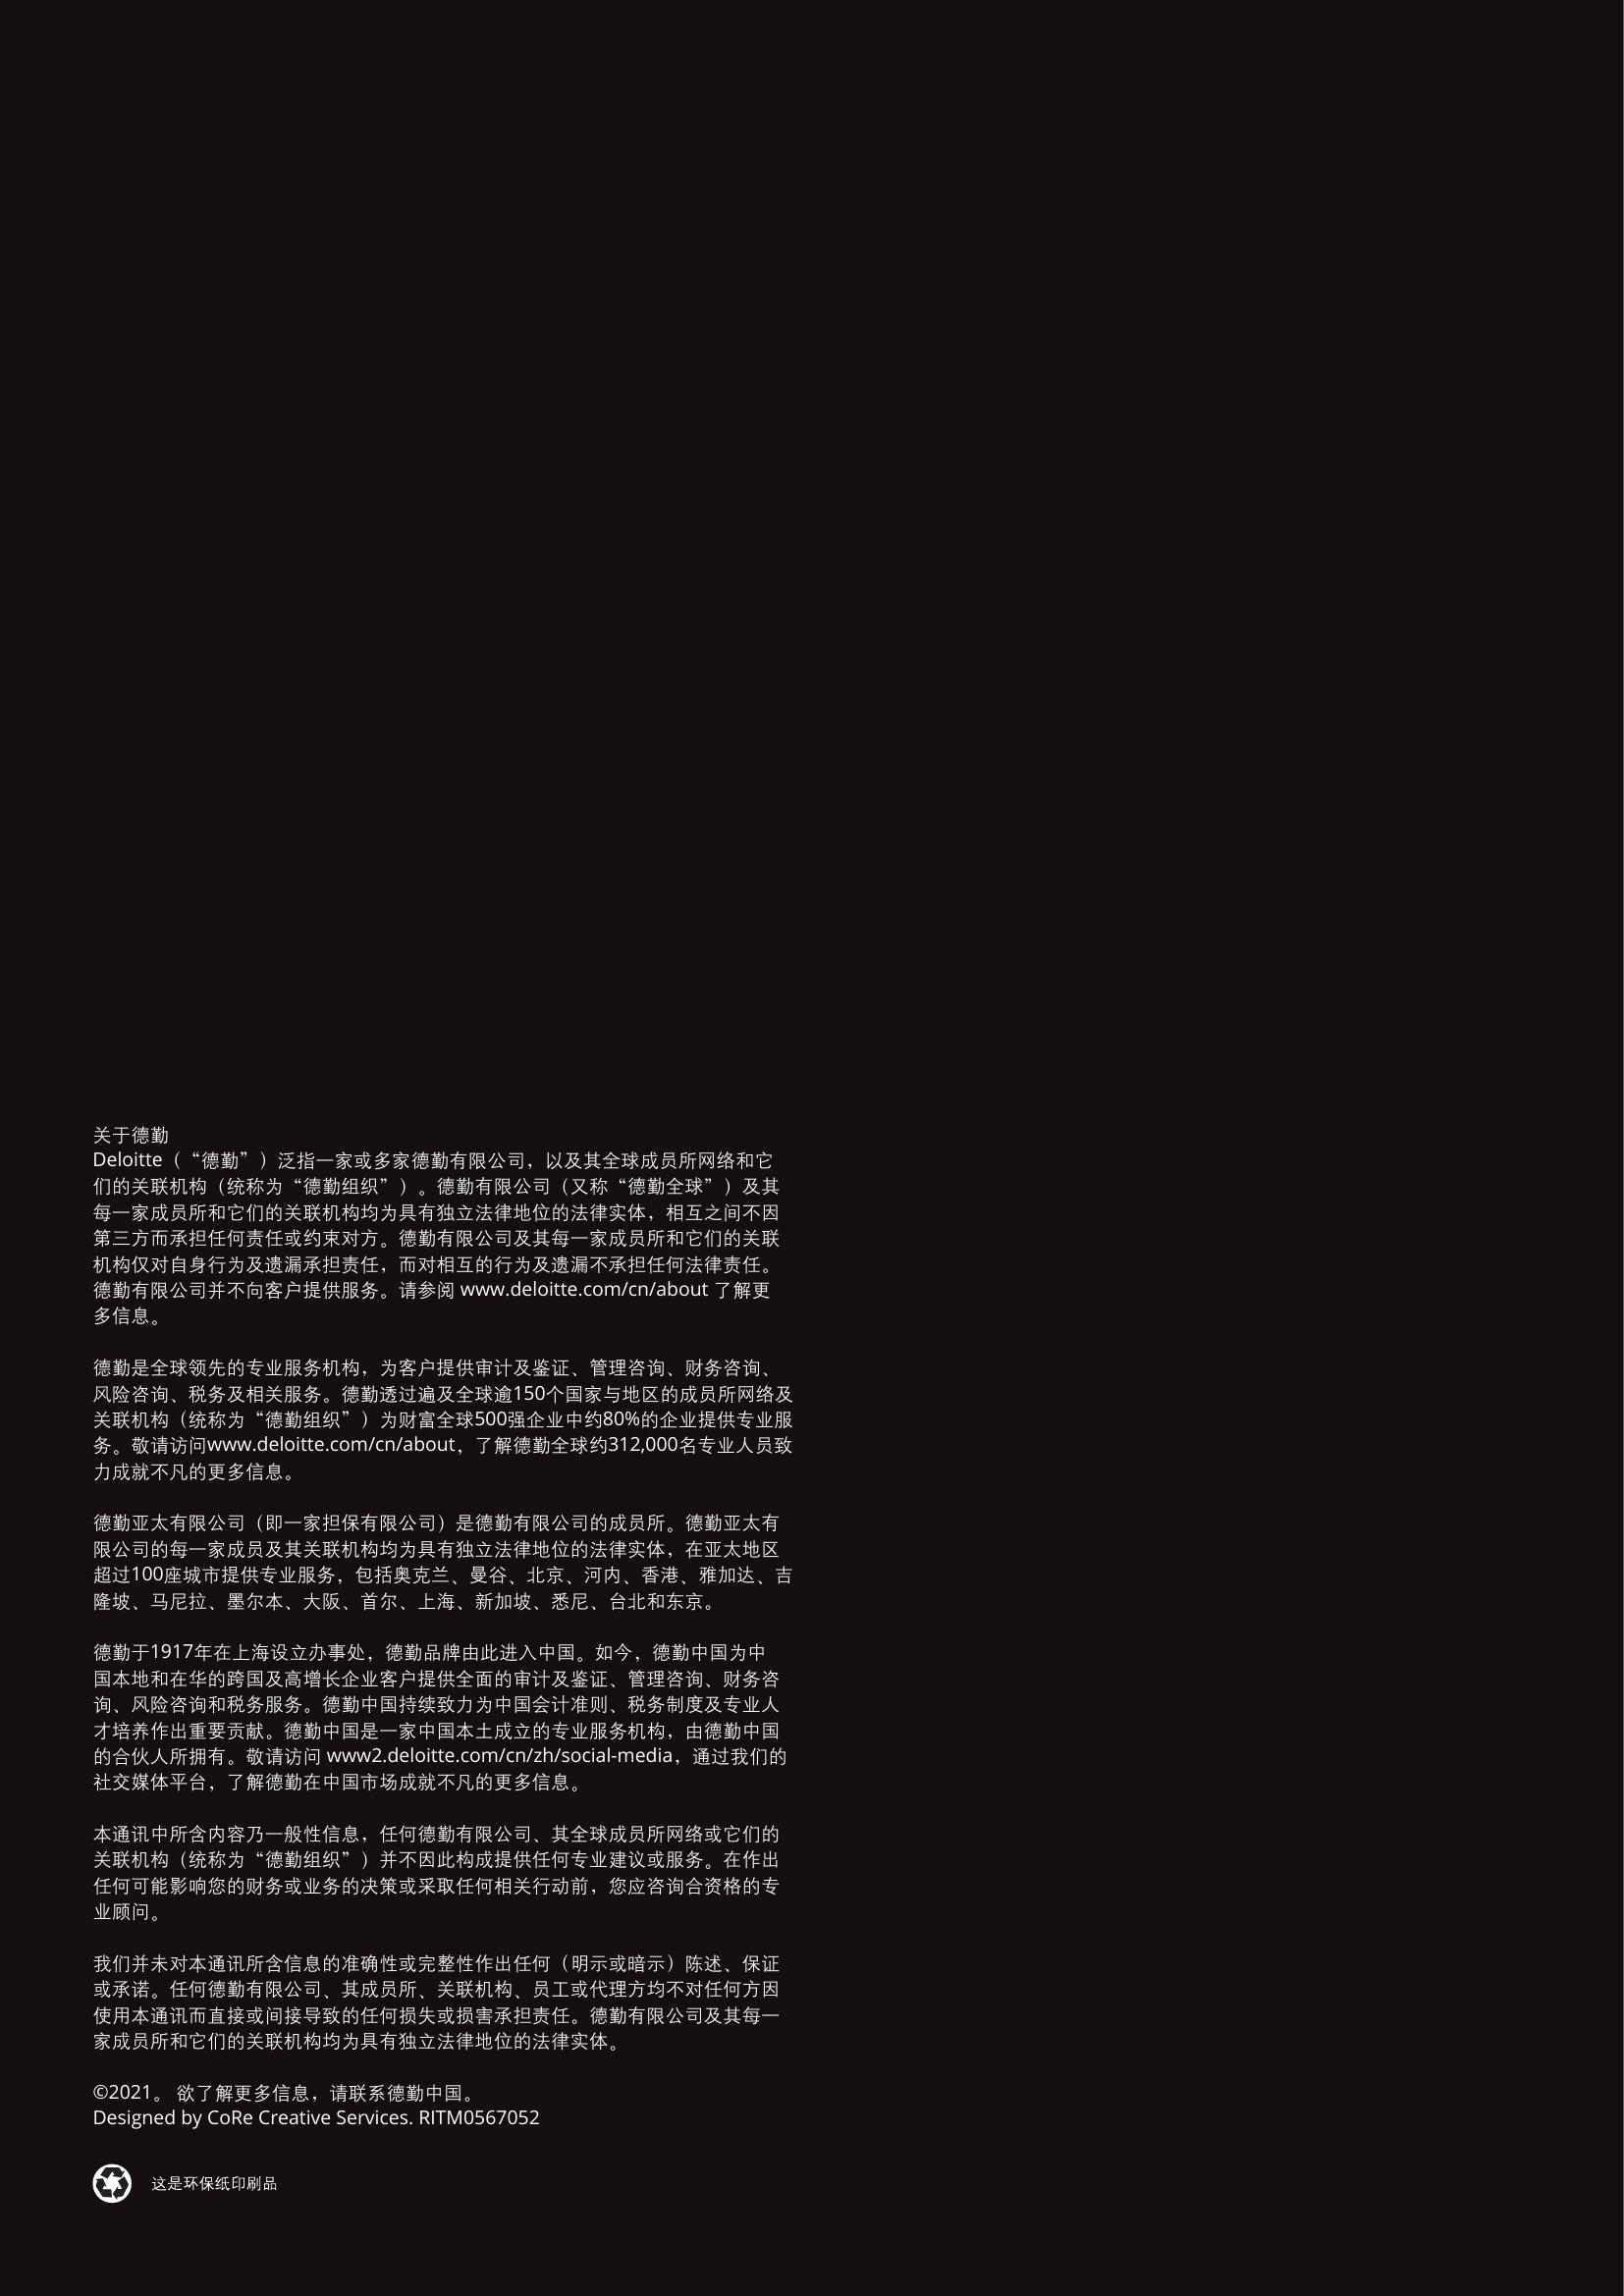 关于德勤
Deloitte（“德勤”）泛指一家或多家德勤有限公司，以及其全球成员所网络和它
们的关联机构（统称为“德勤组织”）。德勤有限公司（又称“德勤全球”）及其
每一家成员所和它们的关联机构均为具有独立法律地位的法律实体，相互之间不因
第三方而承担任何责任或约束对方。德勤有限公司及其每一家成员所和它们的关联
机构仅对自身行为及遗漏承担责任，而对相互的行为及遗漏不承担任何法律责任。
德勤有限公司并不向客户提供服务。请参阅 www.deloitte.com/cn/about 了解更
多信息。
德勤是全球领先的专业服务机构，为客户提供审计及鉴证、管理咨询、财务咨询、
风险咨询、税务及相关服务。德勤透过遍及全球逾150个国家与地区的成员所网络及
关联机构（统称为“德勤组织”）为财富全球500强企业中约80%的企业提供专业服
务。敬请访问www.deloitte.com/cn/about，了解德勤全球约312,000名专业人员致
力成就不凡的更多信息。
德勤亚太有限公司（即一家担保有限公司）是德勤有限公司的成员所。德勤亚太有
限公司的每一家成员及其关联机构均为具有独立法律地位的法律实体，在亚太地区
超过100座城市提供专业服务，包括奥克兰、曼谷、北京、河内、香港、雅加达、吉
隆坡、马尼拉、墨尔本、大阪、首尔、上海、新加坡、悉尼、台北和东京。
德勤于1917年在上海设立办事处，德勤品牌由此进入中国。如今，德勤中国为中
国本地和在华的跨国及高增长企业客户提供全面的审计及鉴证、管理咨询、财务咨
询、风险咨询和税务服务。德勤中国持续致力为中国会计准则、税务制度及专业人
才培养作出重要贡献。德勤中国是一家中国本土成立的专业服务机构，由德勤中国
的合伙人所拥有。敬请访问 www2.deloitte.com/cn/zh/social-media，通过我们的
社交媒体平台，了解德勤在中国市场成就不凡的更多信息。
本通讯中所含内容乃一般性信息，任何德勤有限公司、其全球成员所网络或它们的
关联机构（统称为“德勤组织”）并不因此构成提供任何专业建议或服务。在作出
任何可能影响您的财务或业务的决策或采取任何相关行动前，您应咨询合资格的专
业顾问。
我们并未对本通讯所含信息的准确性或完整性作出任何（明示或暗示）陈述、保证
或承诺。任何德勤有限公司、其成员所、关联机构、员工或代理方均不对任何方因
使用本通讯而直接或间接导致的任何损失或损害承担责任。德勤有限公司及其每一
家成员所和它们的关联机构均为具有独立法律地位的法律实体。
©2021。 欲了解更多信息，请联系德勤中国。
Designed by CoRe Creative Services. RITM0567052
这是环保纸印刷品